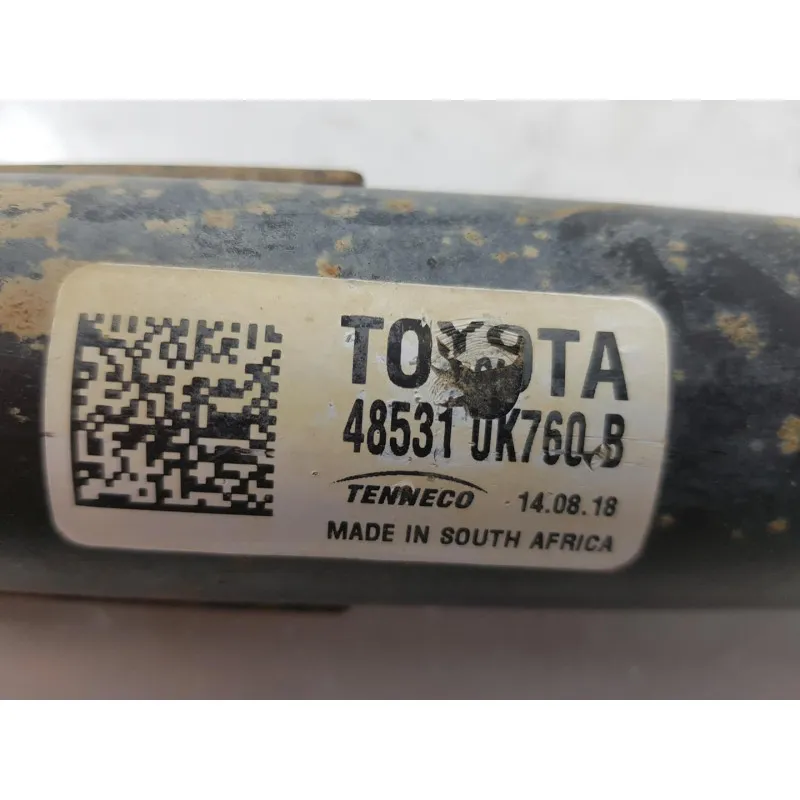 TOYOTA
48531 0K760 B
TENNECO 14.08.18
MADE IN SOUTH AFRICA